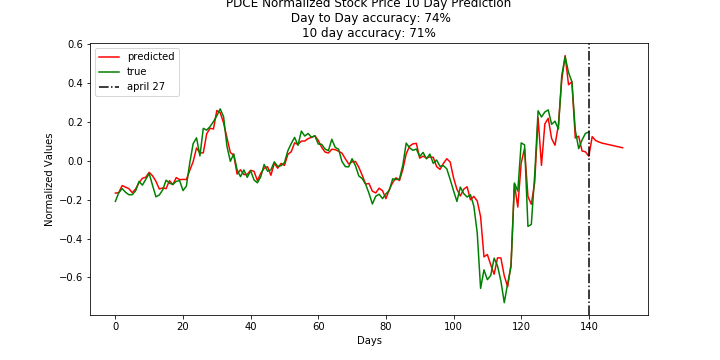 PDCE Normalized Stock Price 10 Day Prediction
Day to Day accuracy: 74%
10 day accuracy: 71%
predicted
true
april 27
Normalized Values
0.6
0.4
0.2
0.0
−0.2
−0.4
−0.6
0 20 40 60 80 100 120 140
Days